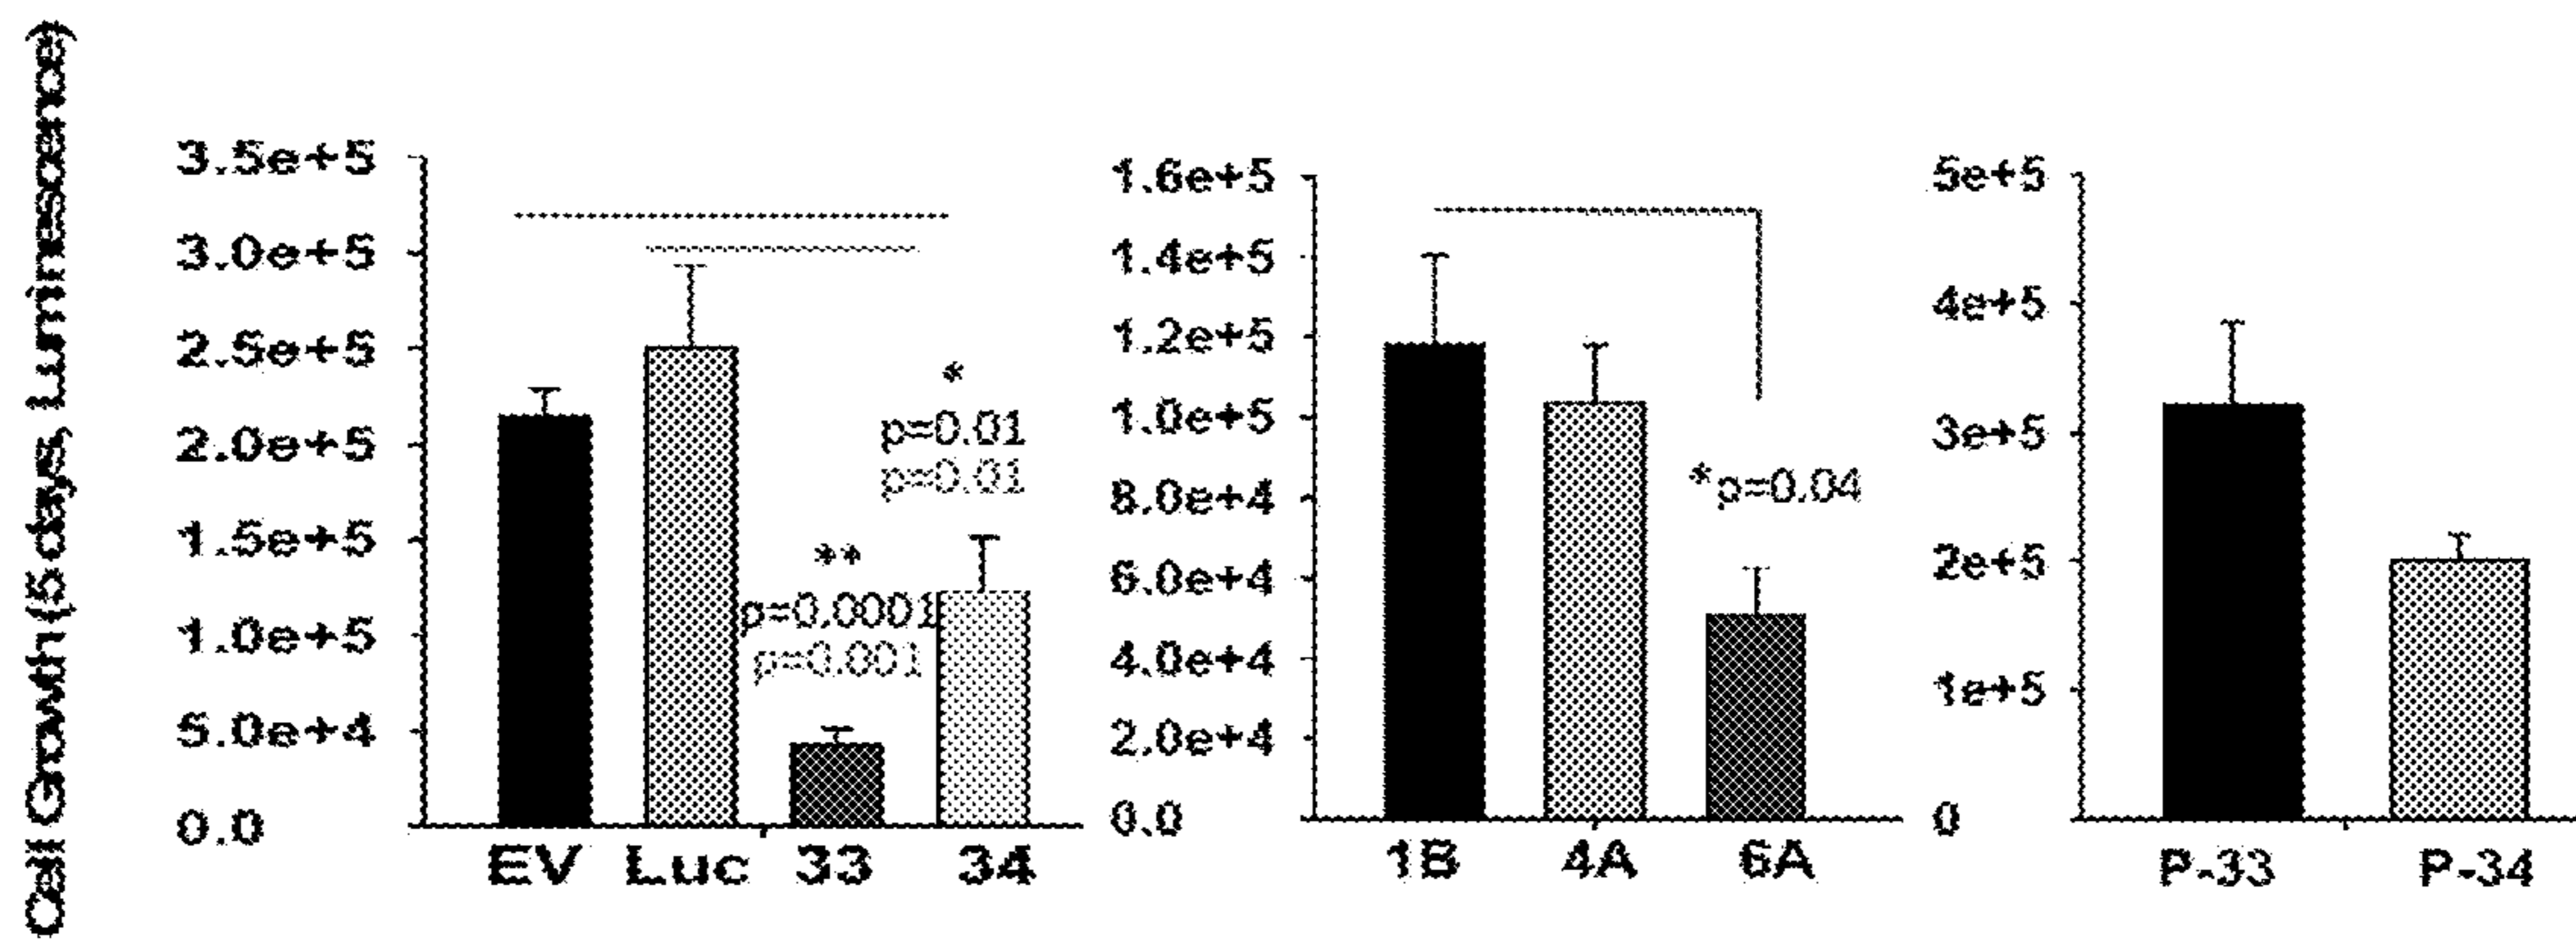 Cell Growth (5 days, Luminescence)
3.5e+5
3.0e+5
2.5e+5
2.0e+5
1.5e+5
1.0e+5
5.0e+4
0.0
*
p=0.01
p=0.01
**
p=0.0001
p=0.001
EV Luc 33 34
1.6e+5
1.4e+5
1.2e+5
1.0e+5
8.0e+4
6.0e+4
4.0e+4
2.0e+4
0.0
*p=0.04
1B 4A 6A
5e+5
4e+5
3e+5
2e+5
1e+5
0
P-33 P-34